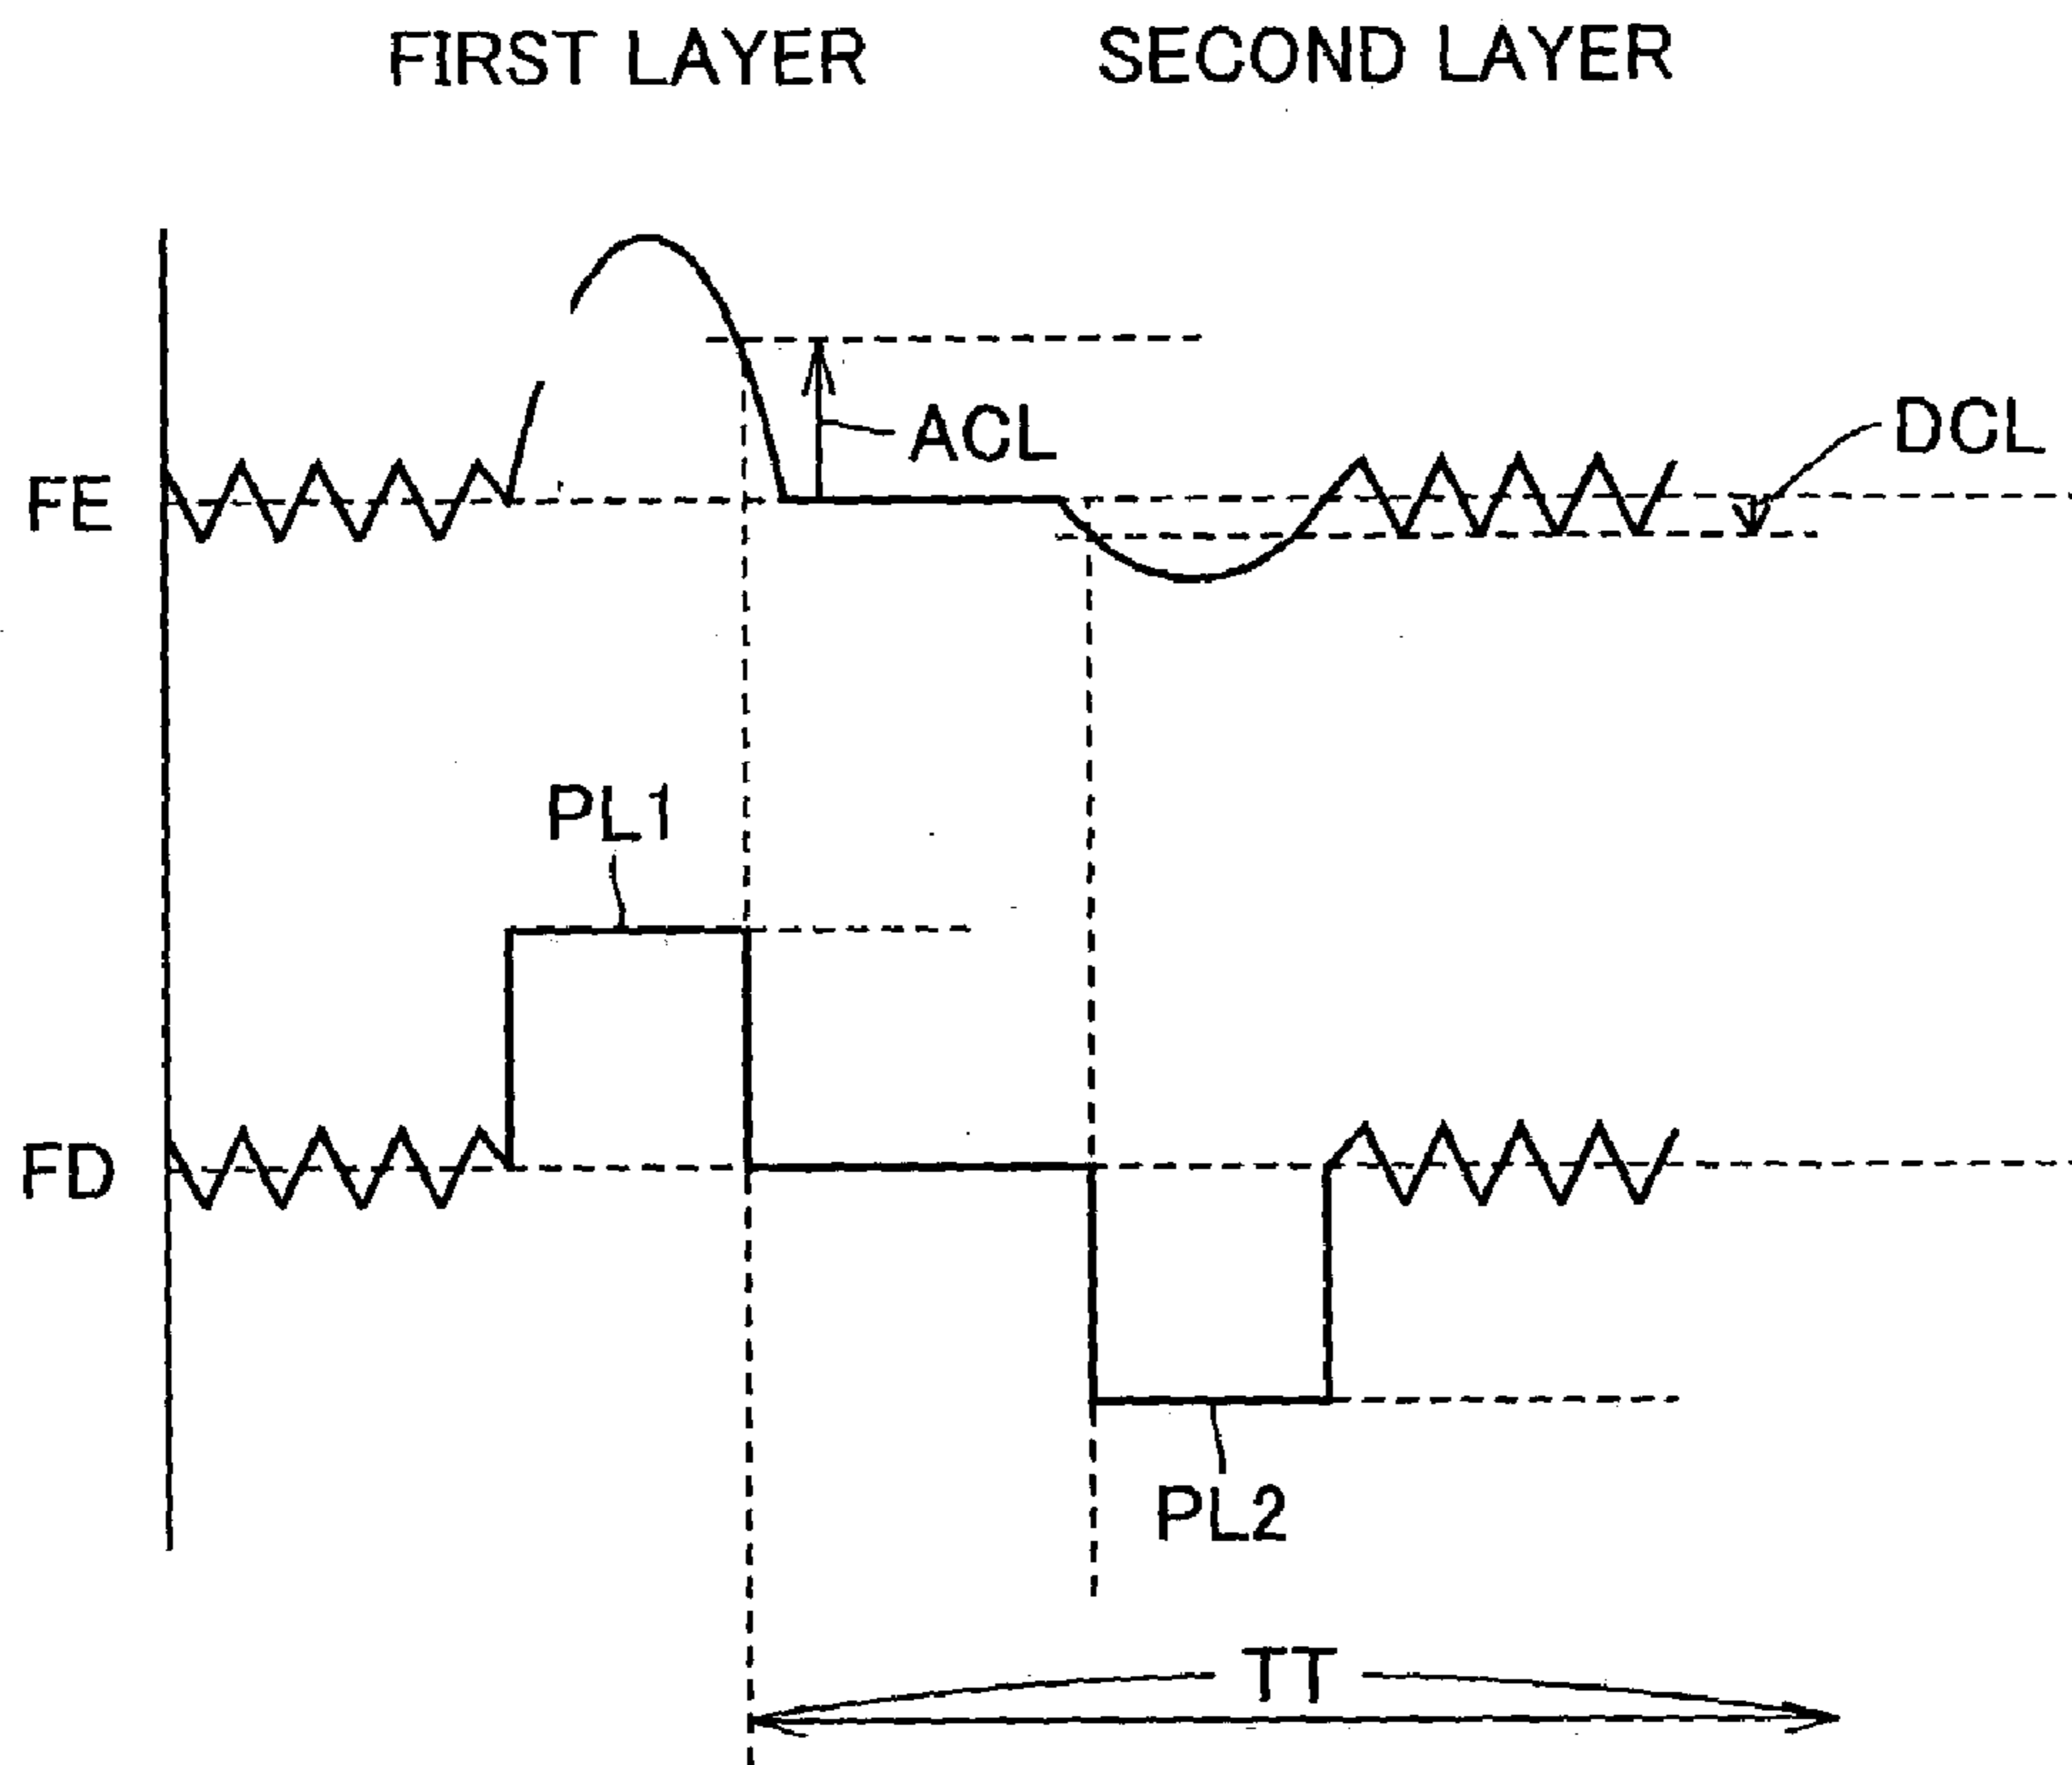 FIRST LAYER
SECOND LAYER
ACL
DCL
FE
PL1
FD
PL2
TT